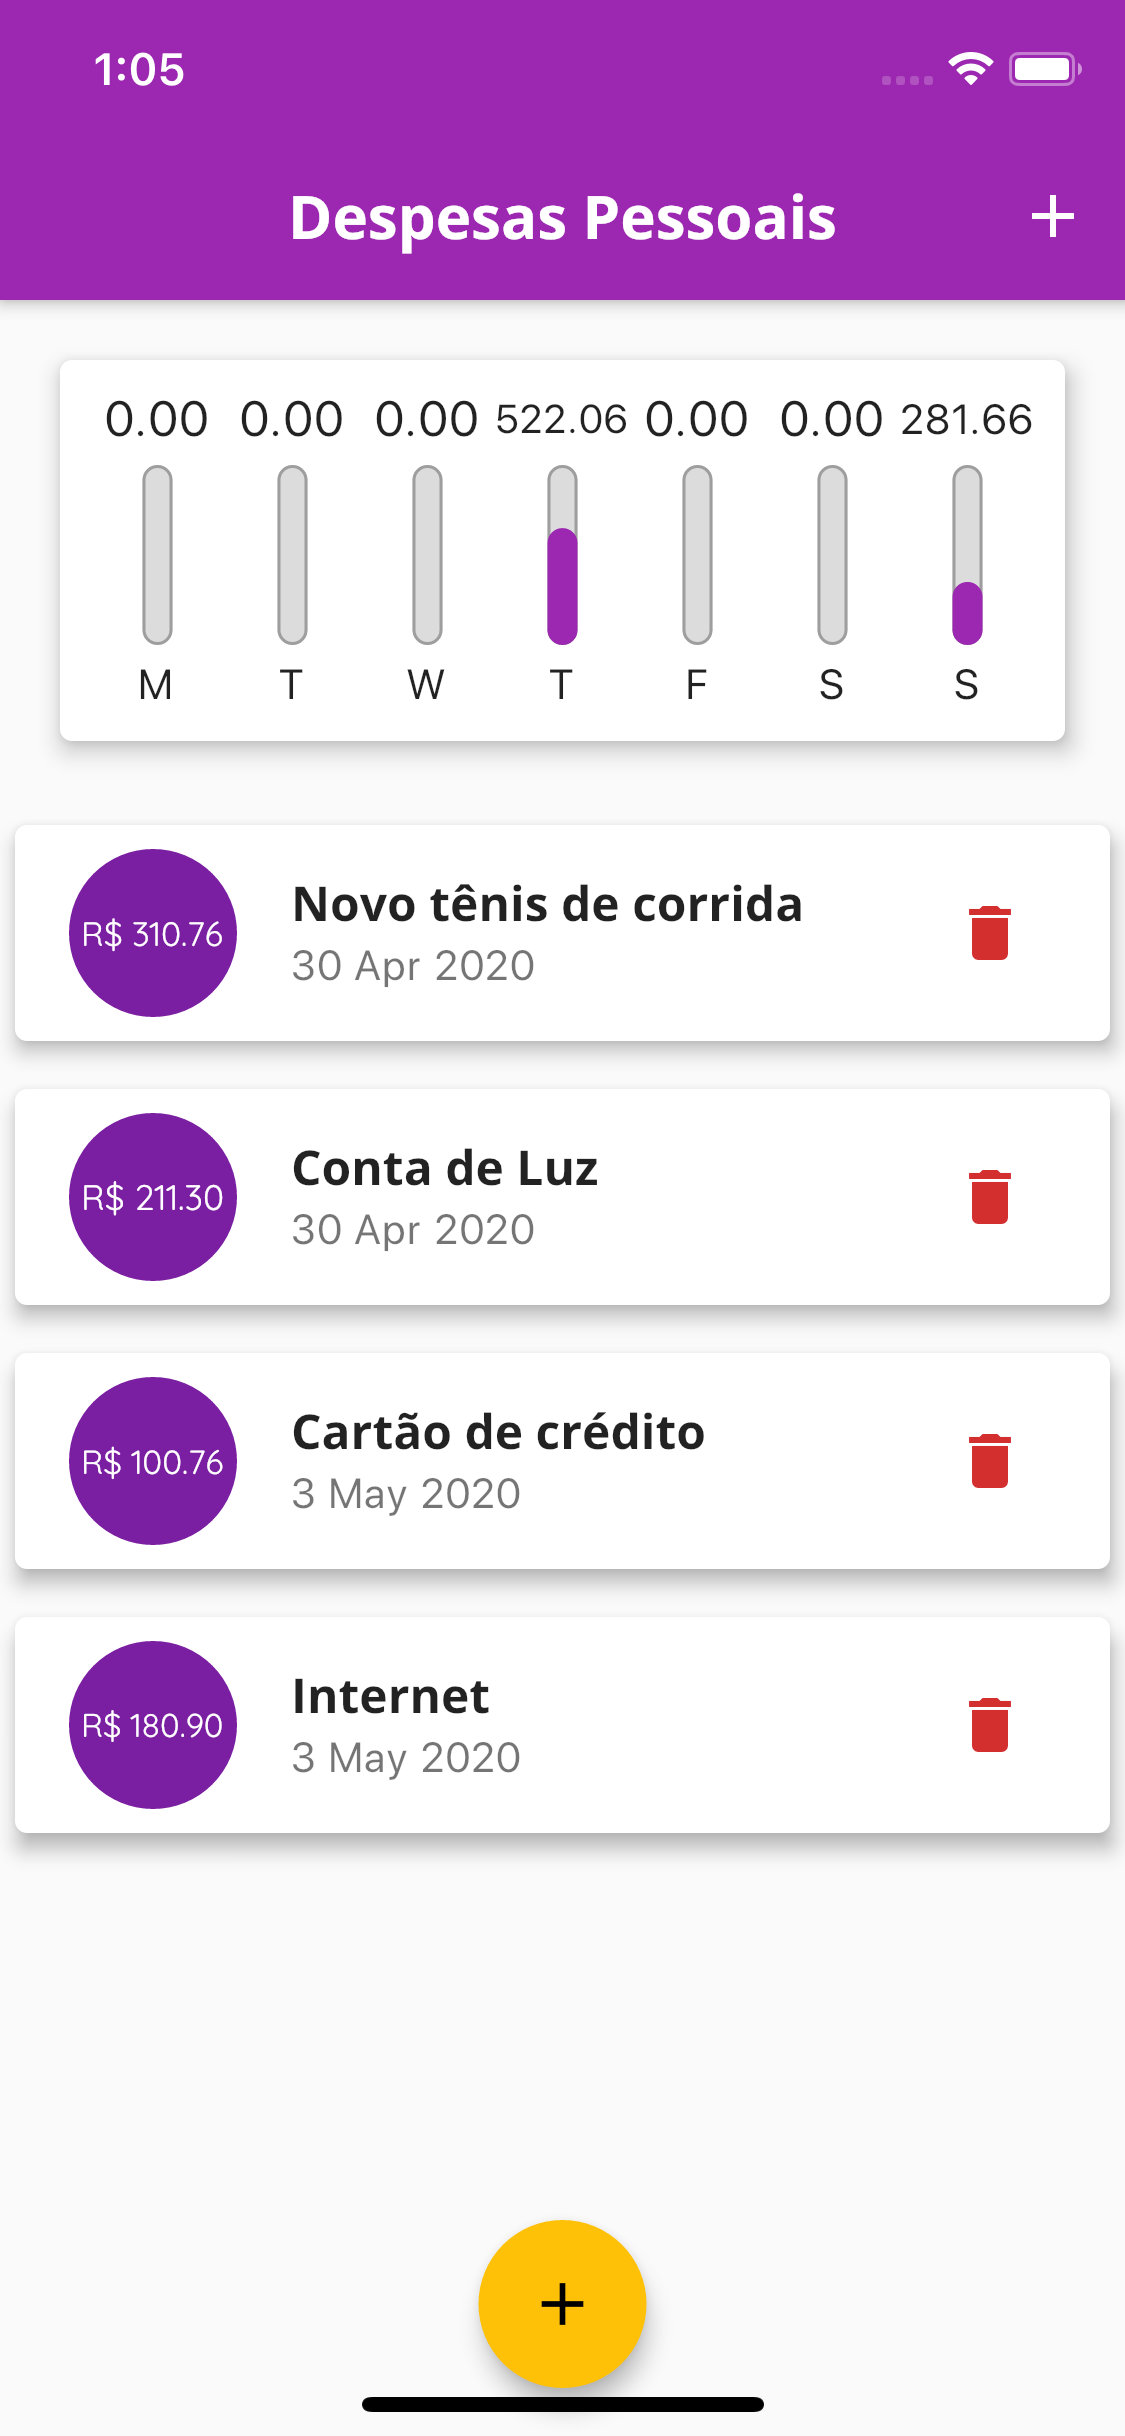 1:05
Despesas Pessoais
0.00 0.00 0.00 522.06 0.00 0.00 281.66
M T W T F S S
R$ 310.76
Novo tênis de corrida
30 Apr 2020
R$ 211.30
Conta de Luz
30 Apr 2020
R$ 100.76
Cartão de crédito
3 May 2020
R$ 180.90
Internet
3 May 2020